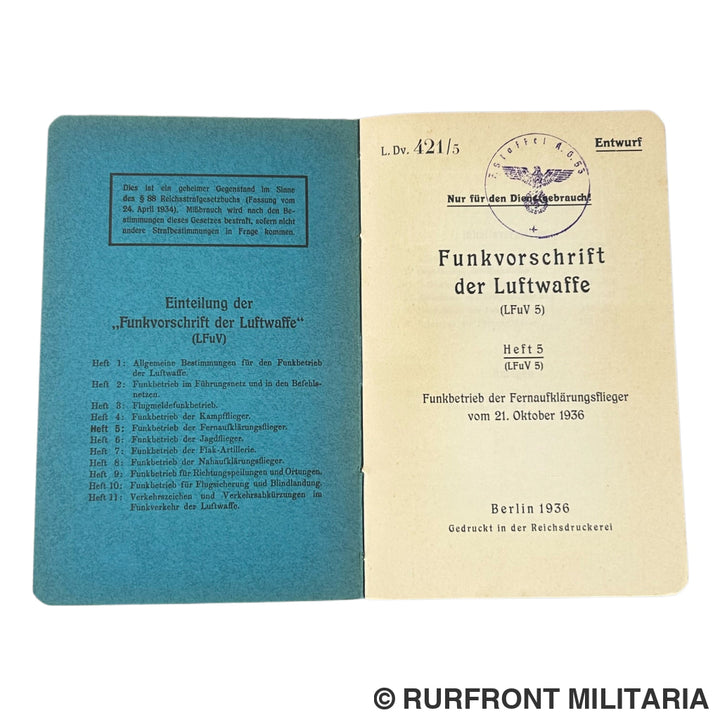 Dies ist ein geheimer Gegenstand im Sinne
des § 88 Reichsstrafgesetzbuchs (Fassung vom
24. April 1934). Mißbrauch wird nach den Be-
stimmungen dieses Gesetzes bestraft, sofern nicht
andere Strafbestimmungen in Frage kommen.
Einteilung der
„Funkvorschrift der Luftwaffe“
(LFuV)
Heft 1: Allgemeine Bestimmungen für den Funkbetrieb
der Luftwaffe.
Heft 2: Funkbetrieb im Führungsnetz und in den Befehls-
netzen.
Heft 3: Flugmeldefunkbetrieb.
Heft 4: Funkbetrieb der Kampfflieger.
Heft 5: Funkbetrieb der Fernaufklärungsflieger.
Heft 6: Funkbetrieb der Jagdflieger.
Heft 7: Funkbetrieb der Flak-Artillerie.
Heft 8: Funkbetrieb der Nahaufklärungsflieger.
Heft 9: Funkbetrieb für Richtungspeilungen und Ortungen.
Heft 10: Funkbetrieb für Flugsicherung und Blindlandung.
Heft 11: Verkehrszeichen und Verkehrsabkürzungen im
Funkverkehr der Luftwaffe.
L. Dv. 421/5
Entwurf
Staffel
Nur für den Dienstgebrauch!
Funkvorschrift
der Luftwaffe
(LFuV 5)
Heft 5
(LFuV 5)
Funkbetrieb der Fernaufklärungsflieger
vom 21. Oktober 1936
Berlin 1936
Gedruckt in der Reichsdruckerei
© RURFRONT MILITARIA